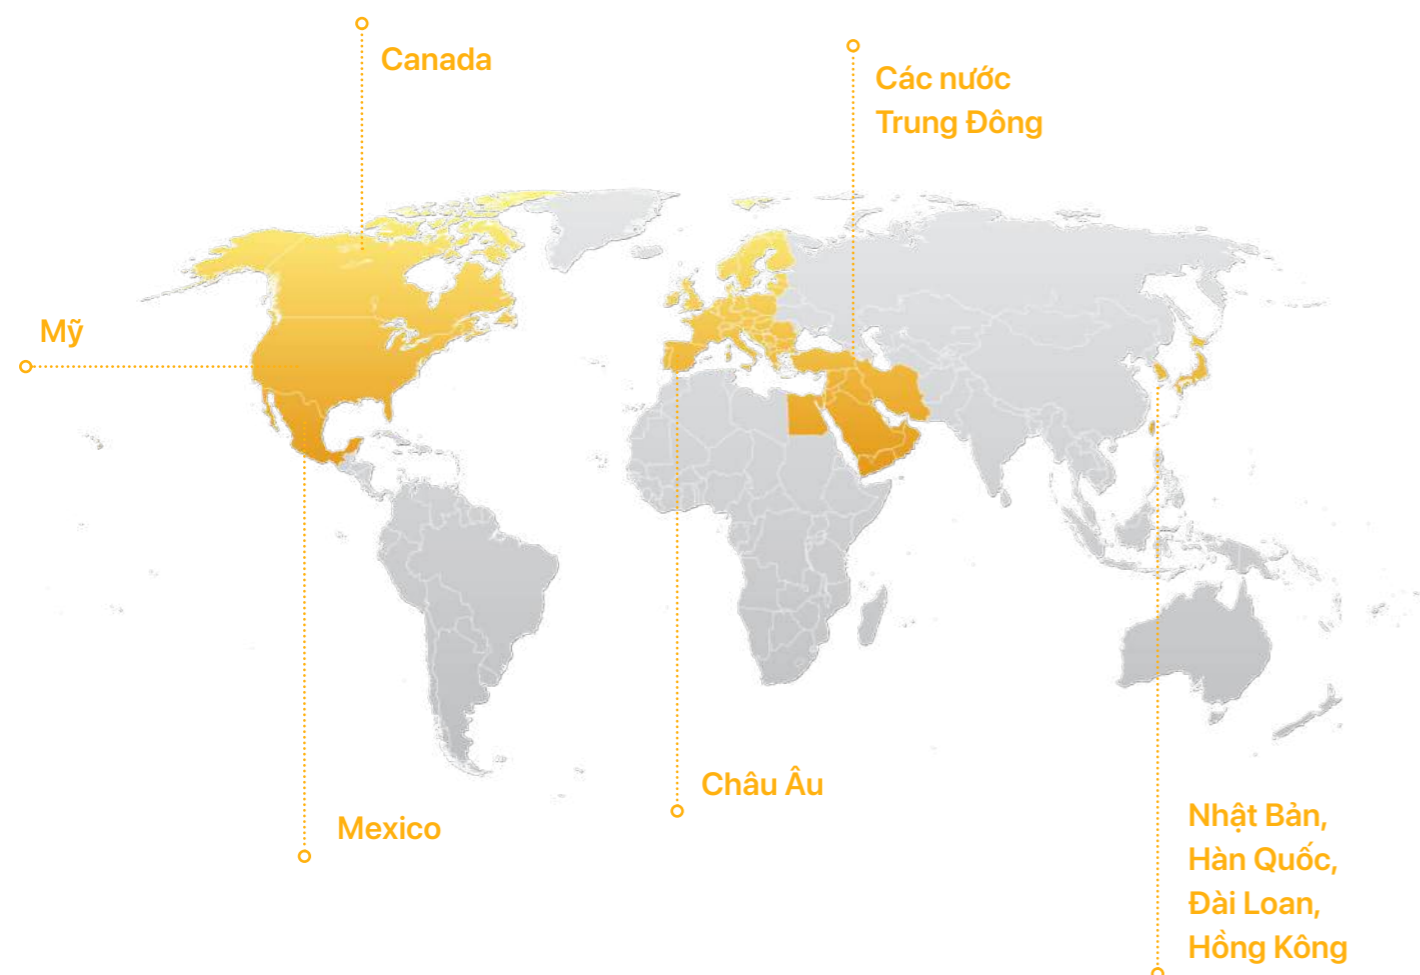 Canada
Các nước
Trung Đông
Mỹ
Châu Âu
Mexico
Nhật Bản,
Hàn Quốc,
Đài Loan,
Hồng Kông